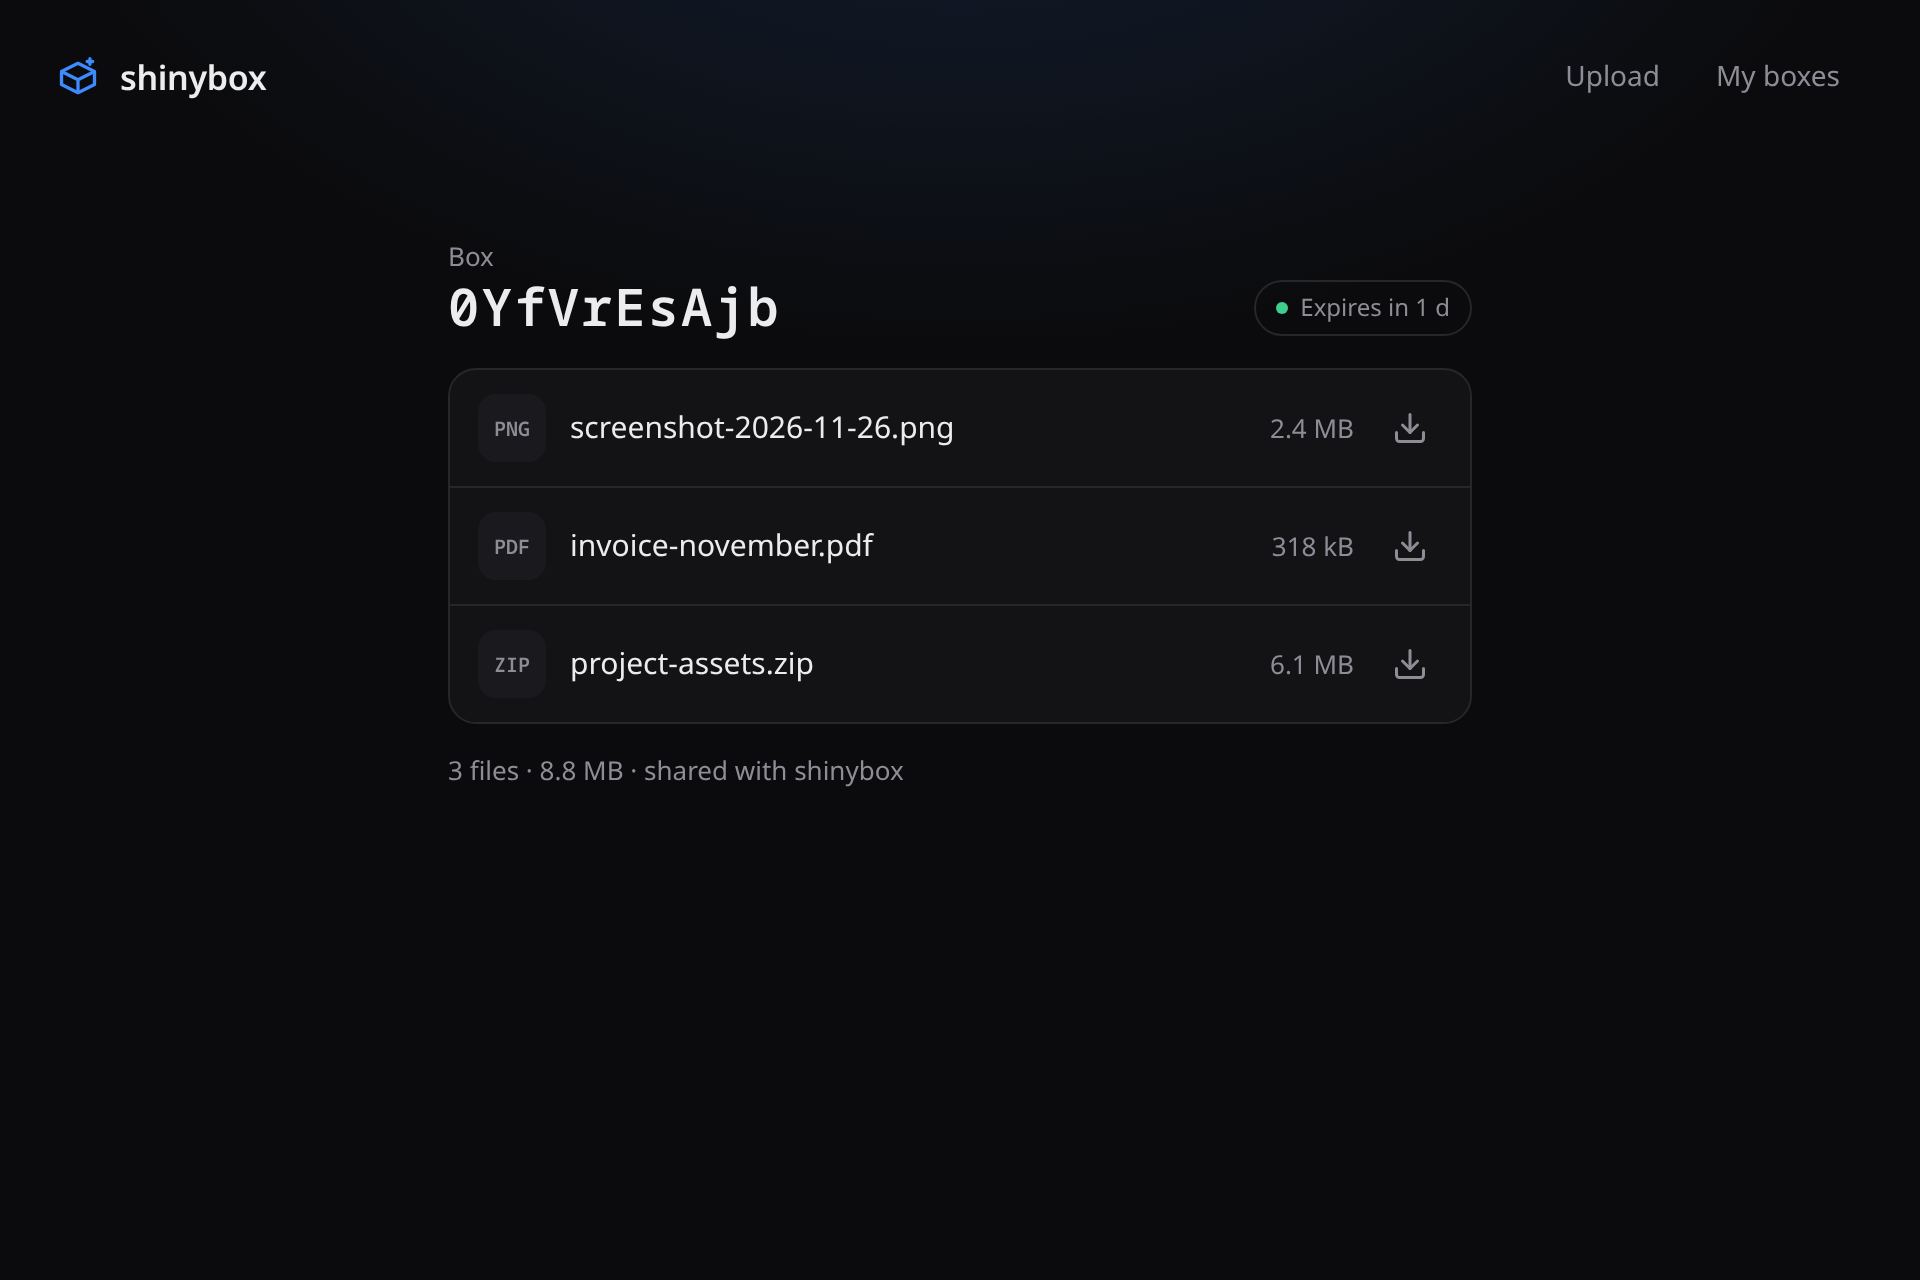 shinybox
Upload
My boxes
Box
0YfVrEsAjb
Expires in 1 d
PNG screenshot-2026-11-26.png 2.4 MB
PDF invoice-november.pdf 318 kB
ZIP project-assets.zip 6.1 MB
3 files · 8.8 MB · shared with shinybox